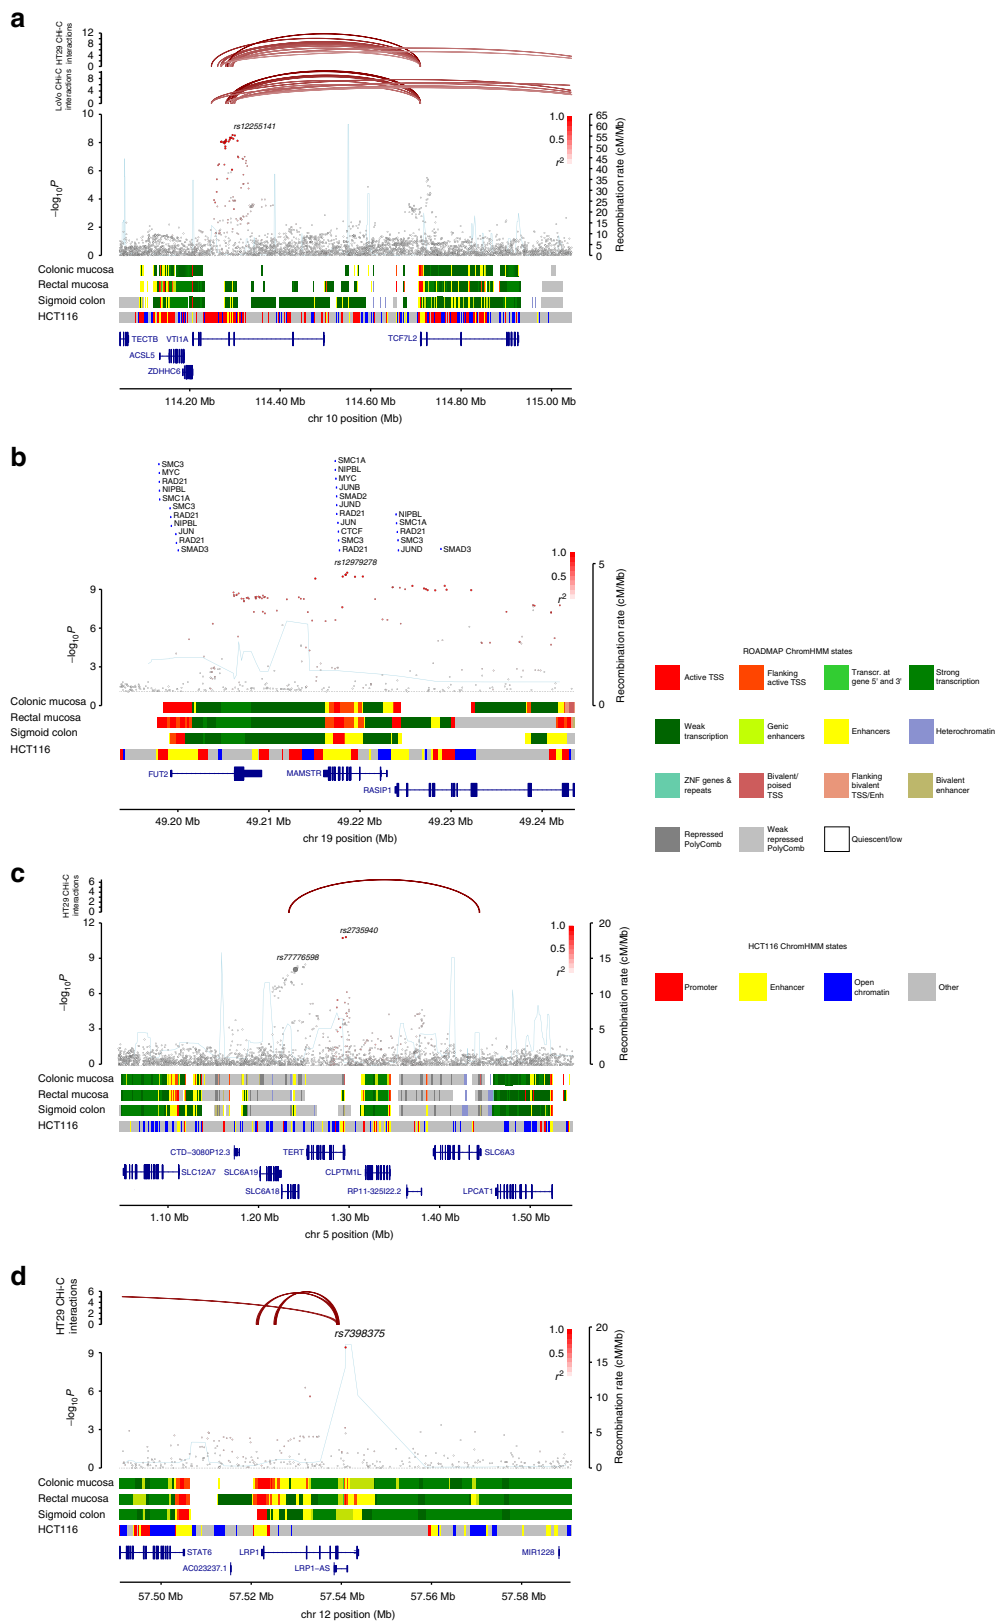 a
HT29 CHi-C
interactions
12
8
4
0
LoVo CHi-C
interactions
8
4
0
10
8
6
4
2
0
–log10P
rs12255141
1.0
0.5
r2
65
60
55
50
45
40
35
30
25
20
15
10
5
0
Recombination rate (cM/Mb)
Colonic mucosa
Rectal mucosa
Sigmoid colon
HCT116
TECTB
VTI1A
TCF7L2
ACSL5
ZDHHC6
114.20 Mb
114.40 Mb
114.60 Mb
114.80 Mb
115.00 Mb
chr 10 position (Mb)
b
SMC3
MYC
RAD21
NIPBL
SMC1A
SMC3
RAD21
NIPBL
JUN
RAD21
SMAD3
SMC1A
NIPBL
MYC
JUNB
SMAD2
JUND
RAD21
JUN
CTCF
SMC3
RAD21
NIPBL
SMC1A
RAD21
SMC3
JUND
SMAD3
rs12979278
1.0
0.5
r2
9
6
3
0
–log10P
5
0
Recombination rate (cM/Mb)
Colonic mucosa
Rectal mucosa
Sigmoid colon
HCT116
FUT2
MAMSTR
RASIP1
49.20 Mb
49.21 Mb
49.22 Mb
49.23 Mb
49.24 Mb
chr 19 position (Mb)
ROADMAP ChromHMM states
Active TSS
Flanking
active TSS
Transcr. at
gene 5' and 3'
Strong
transcription
Weak
transcription
Genic
enhancers
Enhancers
Heterochromatin
ZNF genes &
repeats
Bivalent/
poised
TSS
Flanking
bivalent
TSS/Enh
Bivalent
enhancer
Repressed
PolyComb
Weak
repressed
PolyComb
Quiescent/low
c
HT29 CHi-C
interactions
6
4
2
0
12
9
6
3
0
–log10P
rs2735940
rs77776598
1.0
0.5
r2
20
15
10
5
0
Recombination rate (cM/Mb)
Colonic mucosa
Rectal mucosa
Sigmoid colon
HCT116
CTD–3080P12.3
TERT
SLC6A3
SLC12A7
SLC6A19
CLPTM1L
SLC6A18
RP11-325I22.2
LPCAT1
1.10 Mb
1.20 Mb
1.30 Mb
1.40 Mb
1.50 Mb
chr 5 position (Mb)
HCT116 ChromHMM states
Promoter
Enhancer
Open
chromatin
Other
d
HT29 CHi-C
interactions
6
4
2
0
rs7398375
9
6
3
0
–log10P
1.0
0.5
r2
20
15
10
5
0
Recombination rate (cM/Mb)
Colonic mucosa
Rectal mucosa
Sigmoid colon
HCT116
STAT6
LRP1
MIR1228
AC023237.1
LRP1–AS
57.50 Mb
57.52 Mb
57.54 Mb
57.56 Mb
57.58 Mb
chr 12 position (Mb)